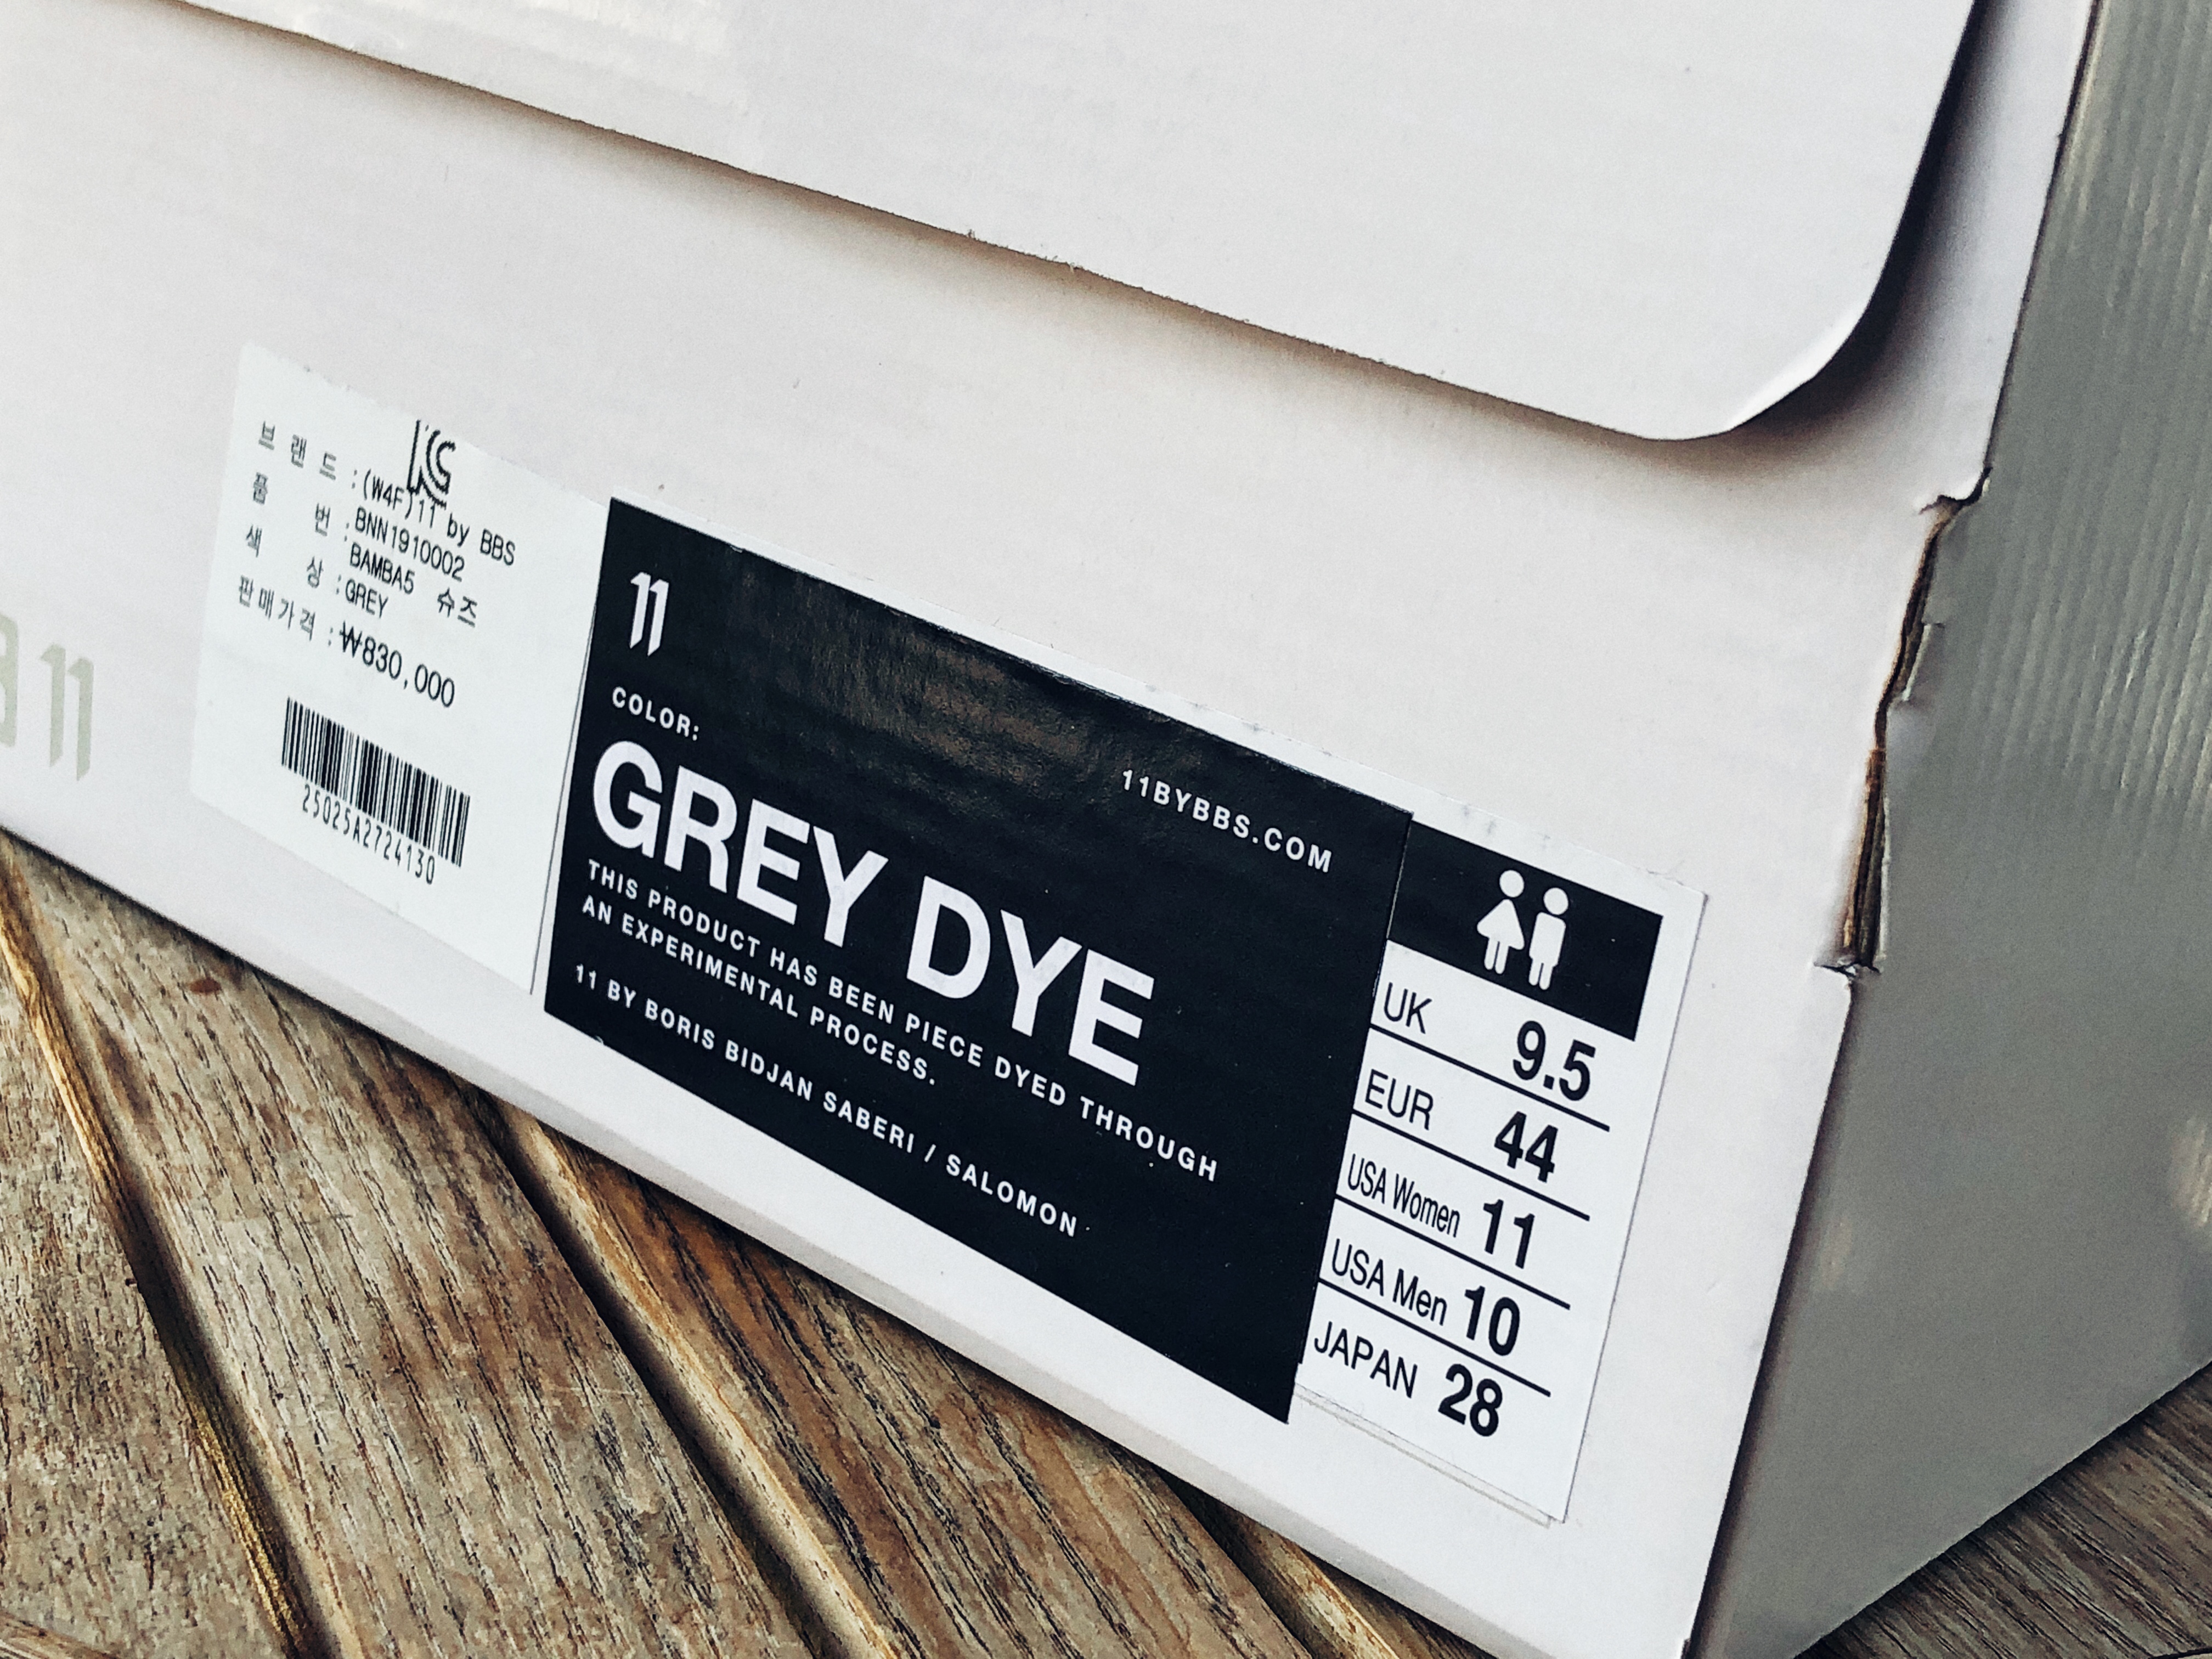 KC
브랜드 : (W4F)11 by BBS
품번 : BNN1910002
BAMBA5 슈즈
색상 : GREY
판매가격 : ₩830,000
25025A2724130
11
11
COLOR:
GREY DYE
11BYBBS.COM
THIS PRODUCT HAS BEEN PIECE DYED THROUGH
AN EXPERIMENTAL PROCESS.
11 BY BORIS BIDJAN SABERI / SALOMON
UK 9.5
EUR 44
USA Women 11
USA Men 10
JAPAN 28